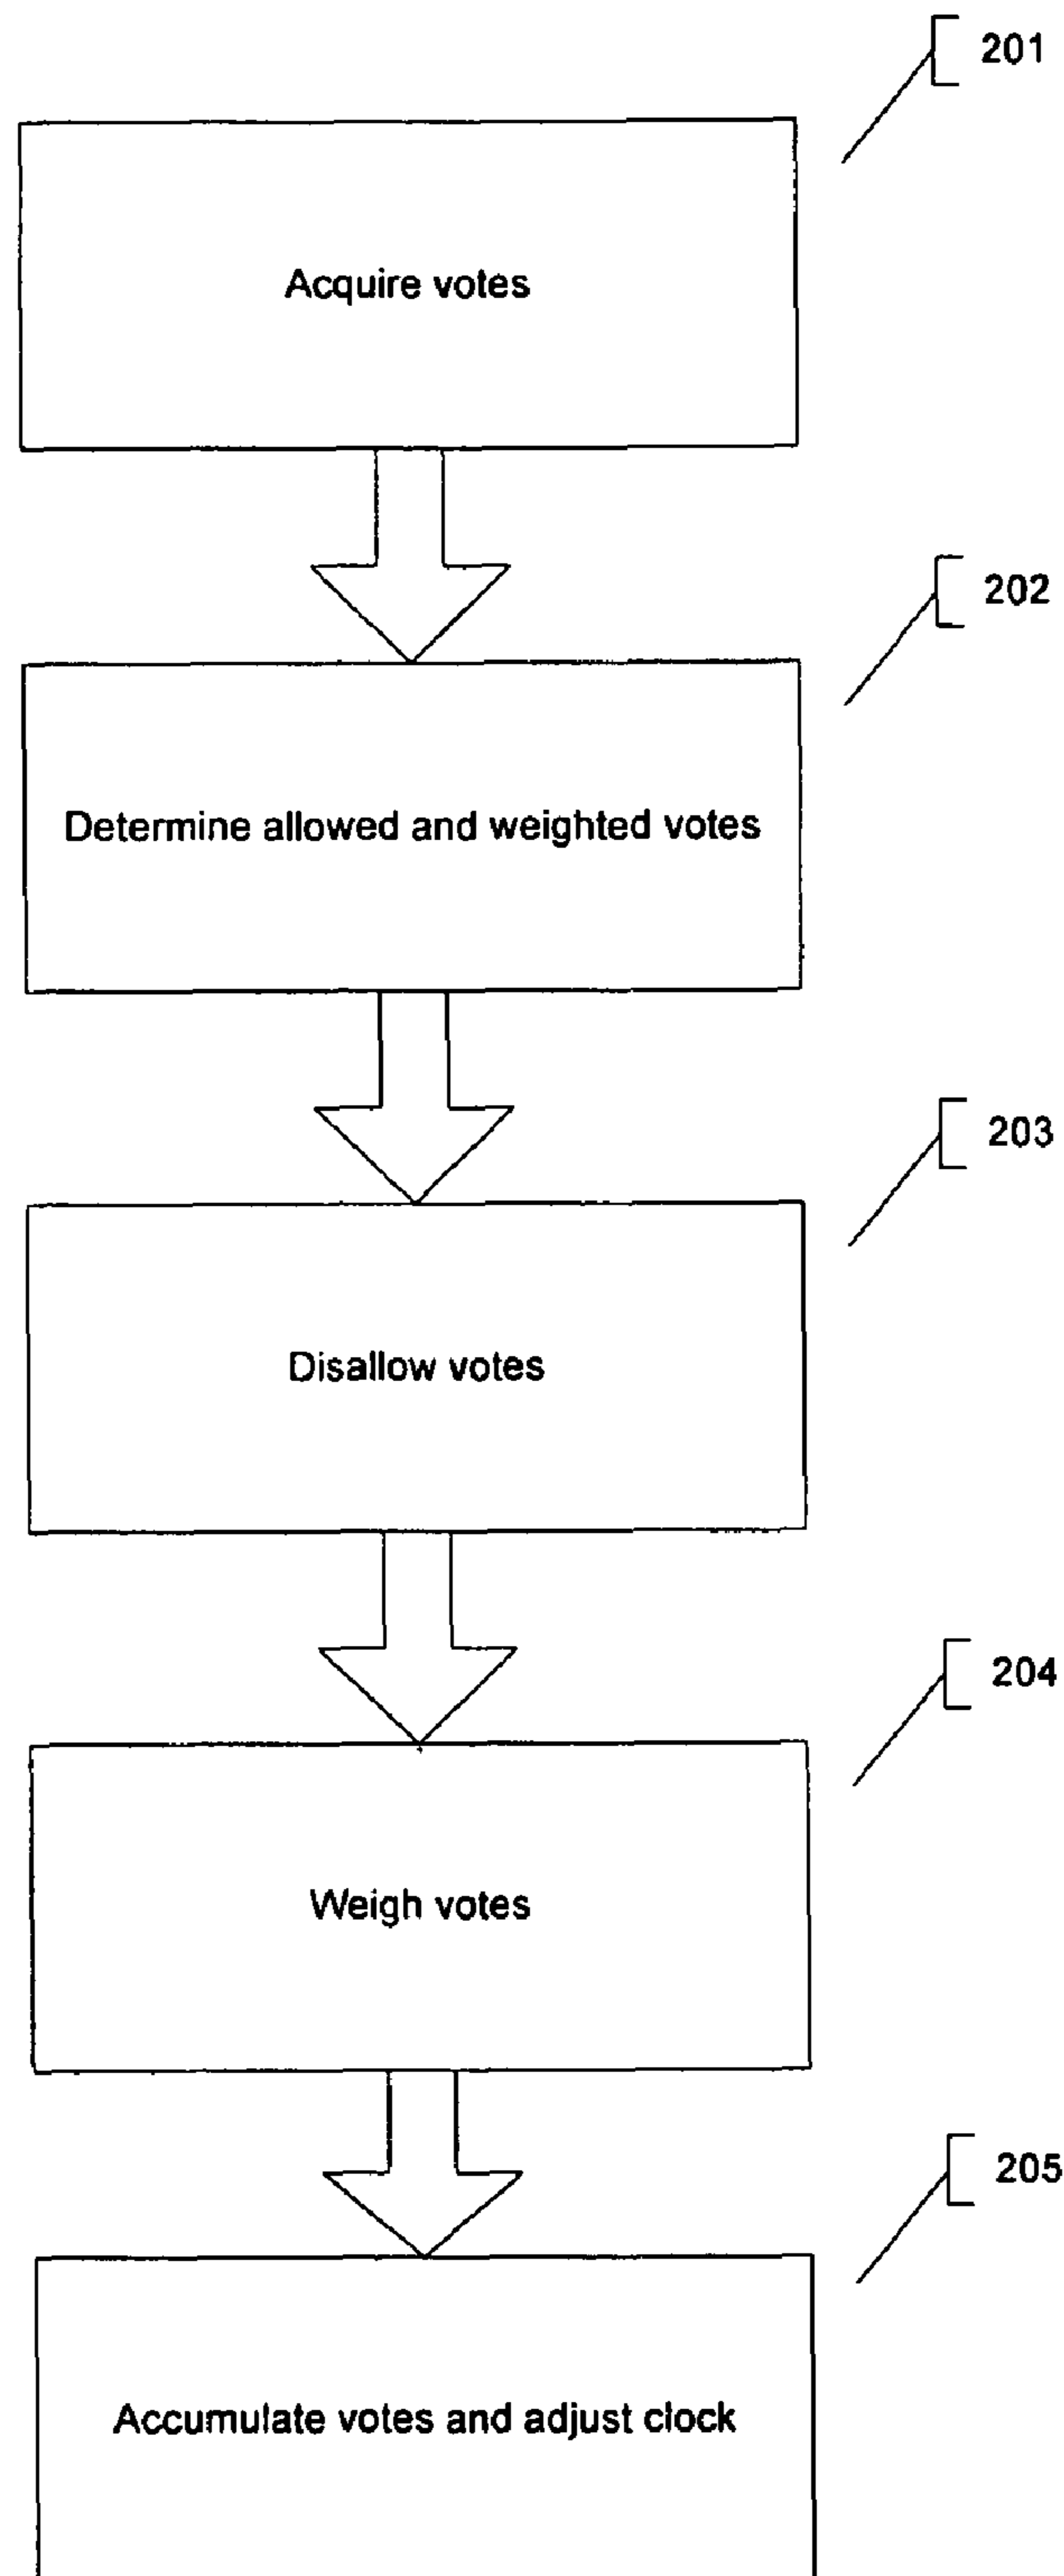 201
Acquire votes
202
Determine allowed and weighted votes
203
Disallow votes
204
Weigh votes
205
Accumulate votes and adjust clock